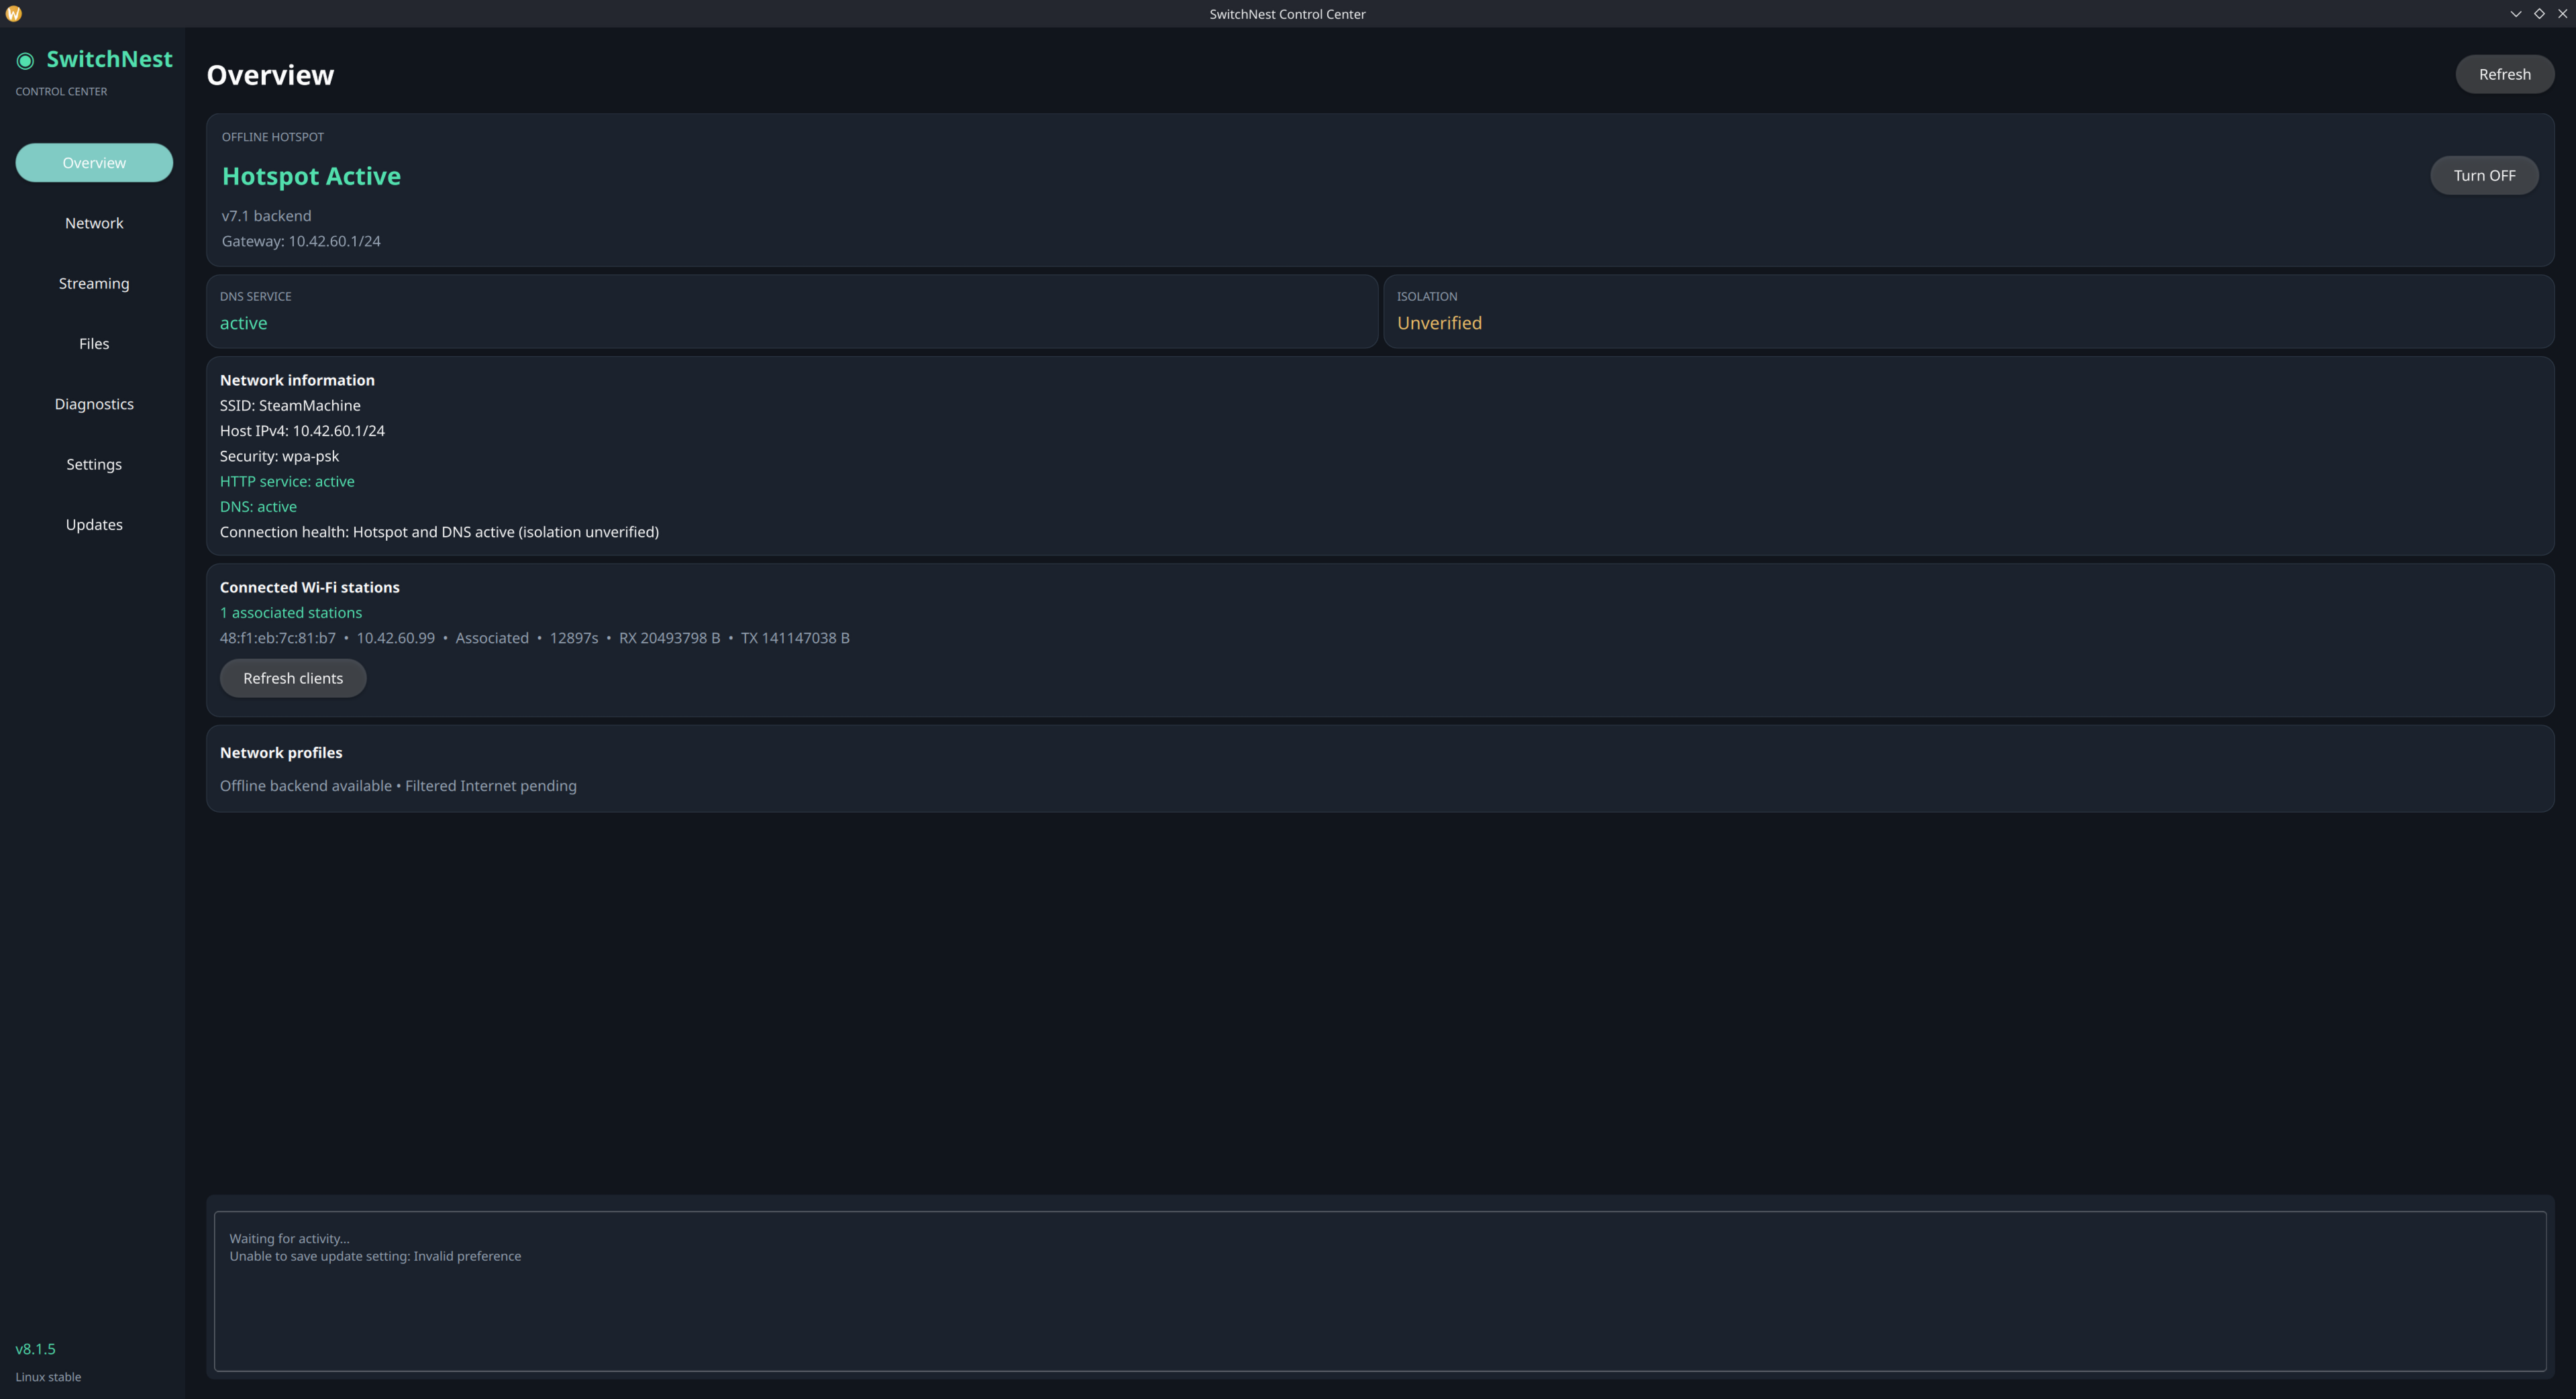 SwitchNest Control Center
SwitchNest
CONTROL CENTER
Overview
Network
Streaming
Files
Diagnostics
Settings
Updates
v8.1.5
Linux stable
Overview
Refresh
OFFLINE HOTSPOT
Hotspot Active
Turn OFF
v7.1 backend
Gateway: 10.42.60.1/24
DNS SERVICE
active
ISOLATION
Unverified
Network information
SSID: SteamMachine
Host IPv4: 10.42.60.1/24
Security: wpa-psk
HTTP service: active
DNS: active
Connection health: Hotspot and DNS active (isolation unverified)
Connected Wi-Fi stations
1 associated stations
48:f1:eb:7c:81:b7 • 10.42.60.99 • Associated • 12897s • RX 20493798 B • TX 141147038 B
Refresh clients
Network profiles
Offline backend available • Filtered Internet pending
Waiting for activity...
Unable to save update setting: Invalid preference